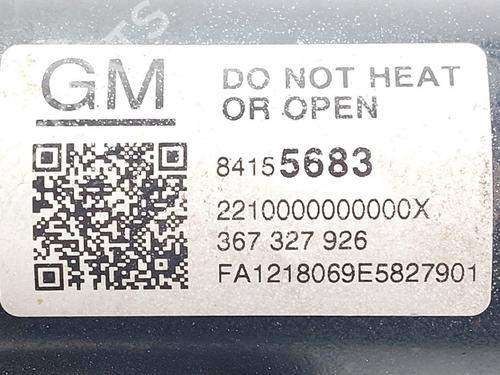 GM
DO NOT HEAT
OR OPEN
84155683
2210000000000X
367 327 926
FA1218069E5827901